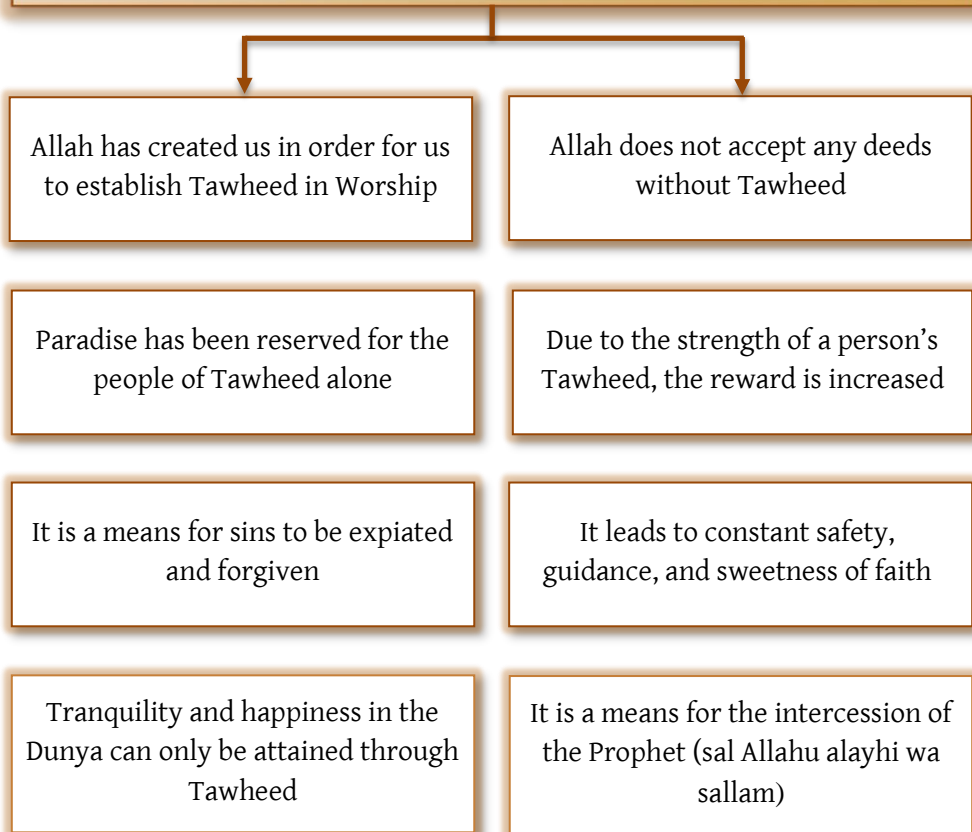 Allah has created us in order for us
to establish Tawheed in Worship
Allah does not accept any deeds
without Tawheed
Paradise has been reserved for the
people of Tawheed alone
Due to the strength of a person’s
Tawheed, the reward is increased
It is a means for sins to be expiated
and forgiven
It leads to constant safety,
guidance, and sweetness of faith
Tranquility and happiness in the
Dunya can only be attained through
Tawheed
It is a means for the intercession of
the Prophet (sal Allahu alayhi wa
sallam)